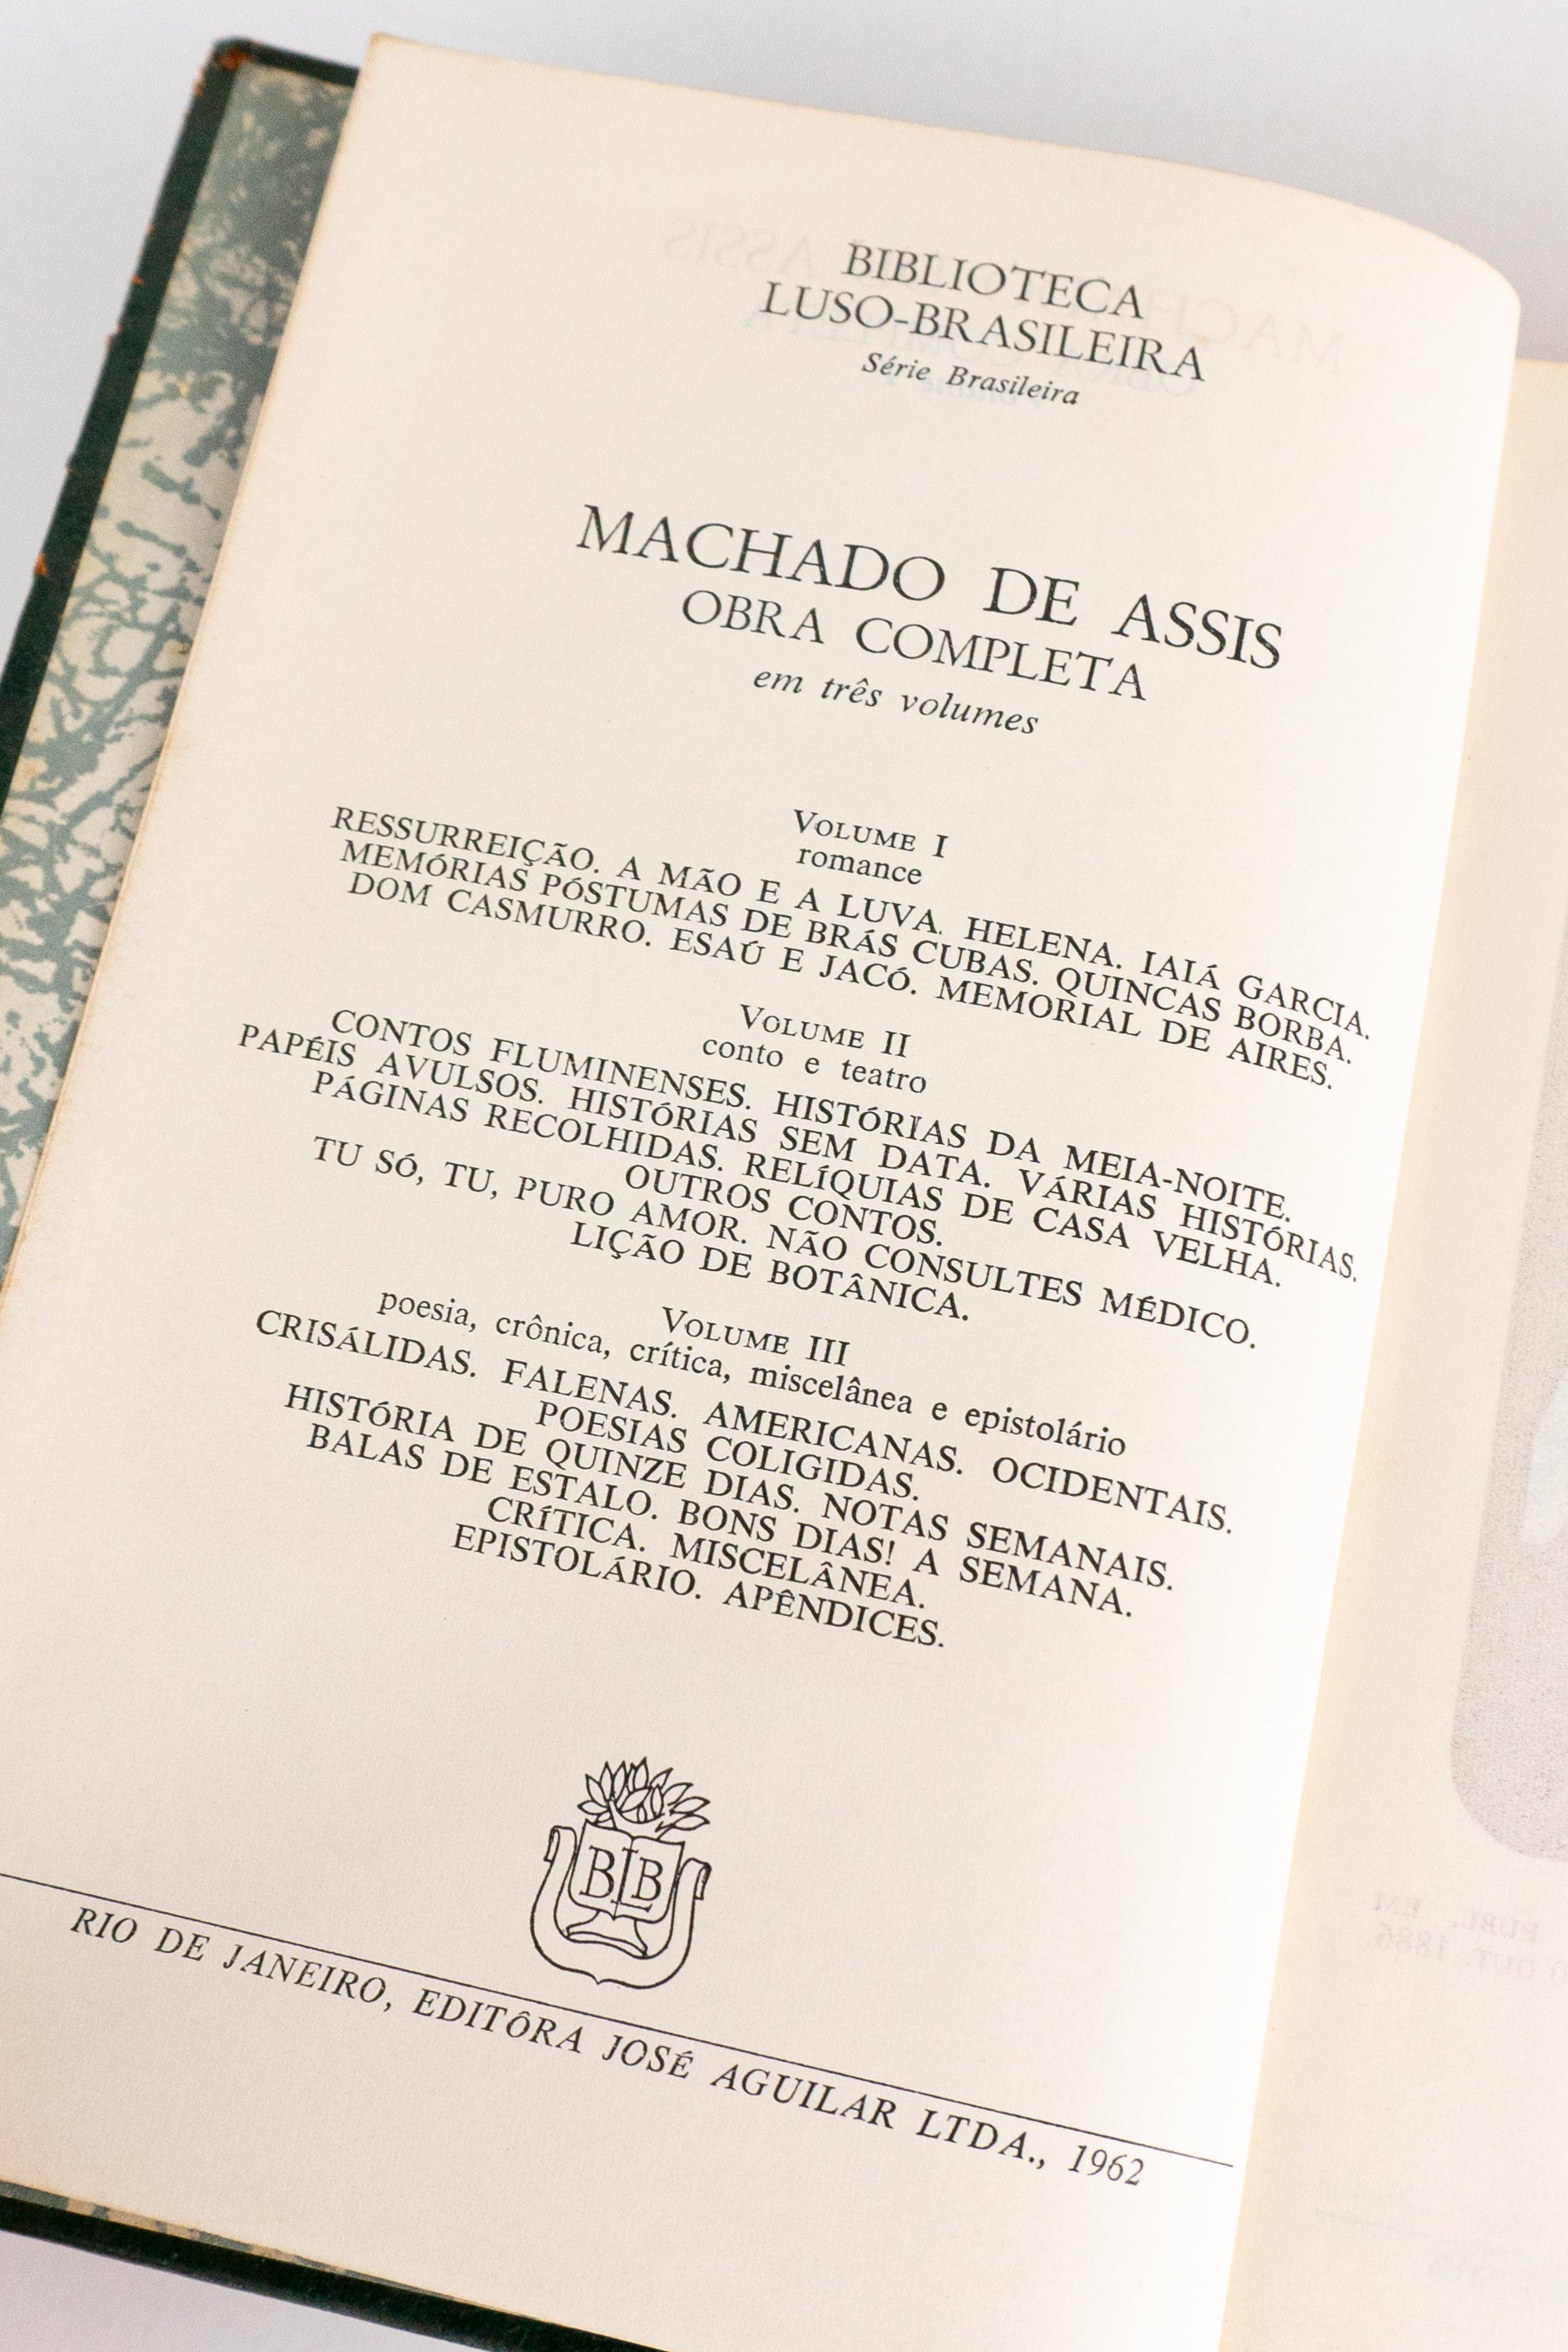 BIBLIOTECA
LUSO-BRASILEIRA
Série Brasileira
MACHADO DE ASSIS
OBRA COMPLETA
em três volumes
VOLUME I
romance
RESSURREIÇÃO. A MÃO E A LUVA. HELENA. IAIÁ GARCIA.
MEMÓRIAS PÓSTUMAS DE BRÁS CUBAS. QUINCAS BORBA.
DOM CASMURRO. ESAÚ E JACÓ. MEMORIAL DE AIRES.
VOLUME II
conto e teatro
CONTOS FLUMINENSES. HISTÓRIAS DA MEIA-NOITE.
PAPÉIS AVULSOS. HISTÓRIAS SEM DATA. VÁRIAS HISTÓRIAS.
PÁGINAS RECOLHIDAS. RELÍQUIAS DE CASA VELHA.
OUTROS CONTOS.
TU SÓ, TU, PURO AMOR. NÃO CONSULTES MÉDICO.
LIÇÃO DE BOTÂNICA.
VOLUME III
poesia, crônica, crítica, miscelânea e epistolário
CRISÁLIDAS. FALENAS. AMERICANAS. OCIDENTAIS.
POESIAS COLIGIDAS.
HISTÓRIA DE QUINZE DIAS. NOTAS SEMANAIS.
BALAS DE ESTALO. BONS DIAS! A SEMANA.
CRÍTICA. MISCELÂNEA.
EPISTOLÁRIO. APÊNDICES.
BLB
RIO DE JANEIRO, EDITÔRA JOSÉ AGUILAR LTDA., 1962